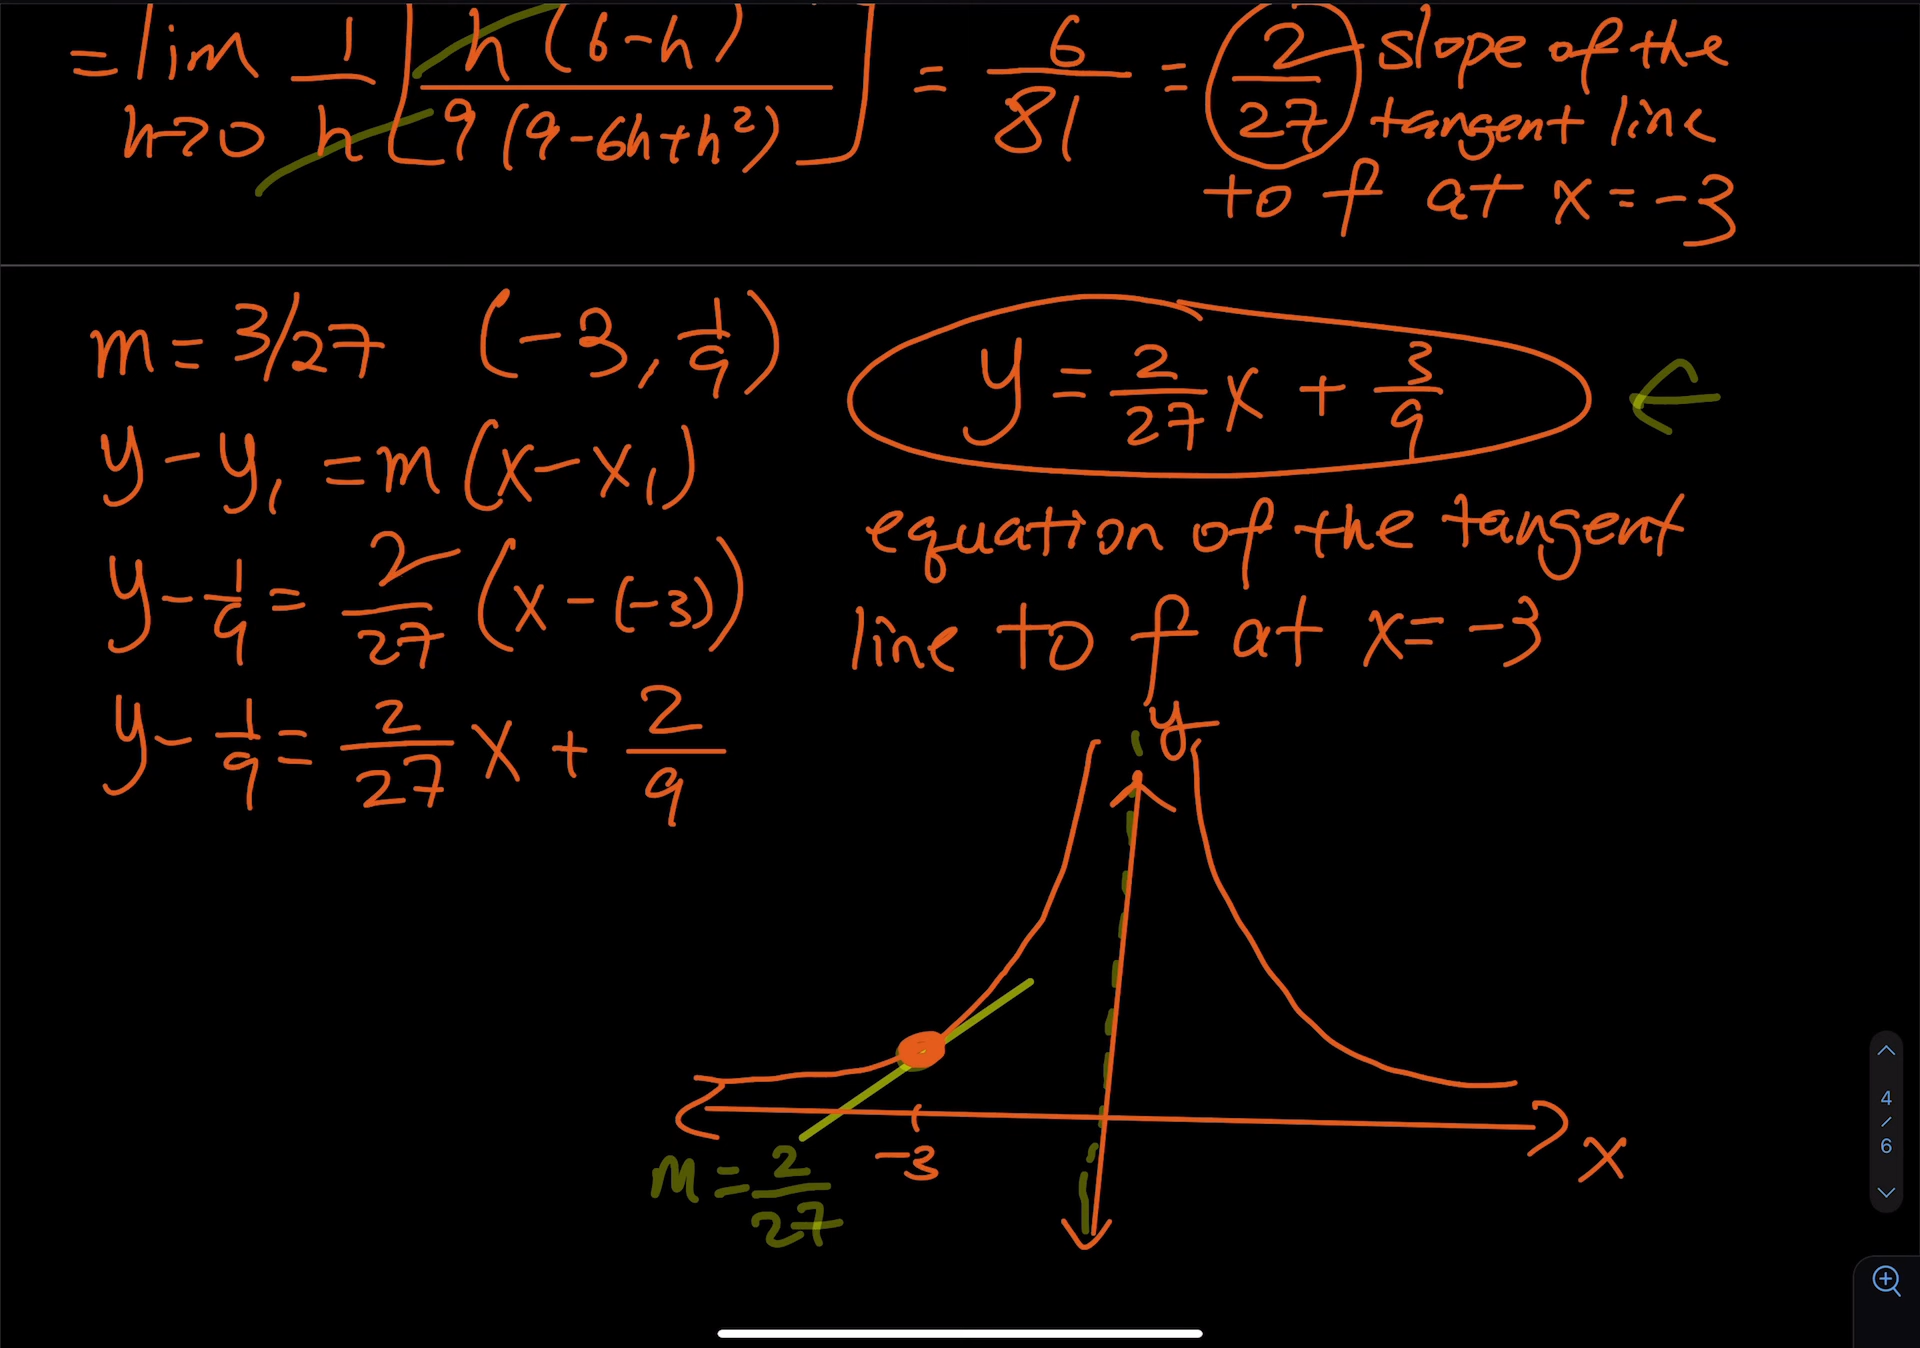 = lim 1/h [ h(6-h) / 9(9-6h+h²) ] = 6/81 = 2/27 slope of the
h→0
tangent line
to f at x = -3
m = 3/27 (-3, 1/9)
y - y₁ = m(x - x₁)
y - 1/9 = 2/27 (x - (-3))
y - 1/9 = 2/27 x + 2/9
y = 2/27 x + 3/9 ←
equation of the tangent
line to f at x = -3
y
-3
x
m = 2/27
4
/
6